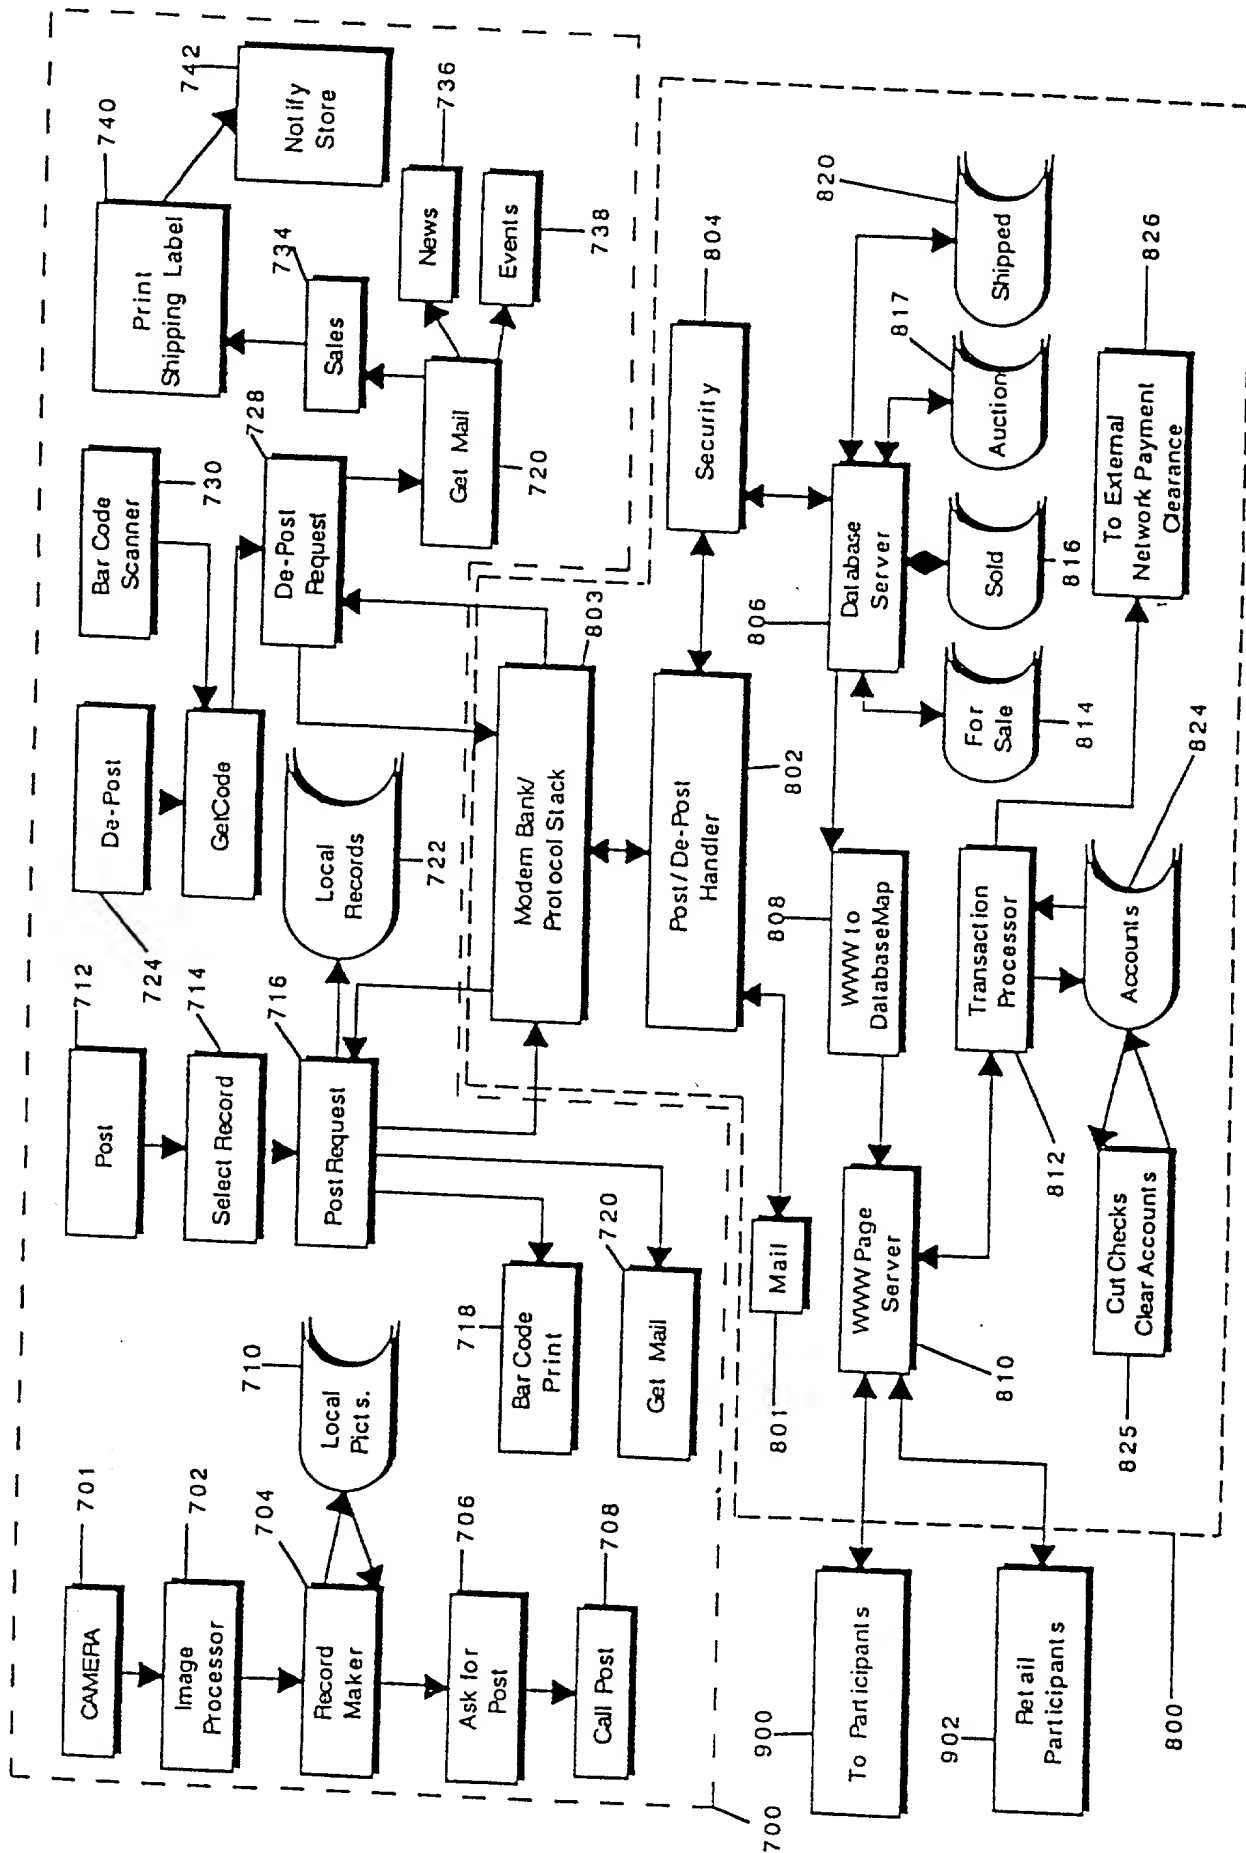 CAMERA
701
Image
Processor
702
Record
Maker
704
Local
Picts.
710
Ask for
Post
706
Call Post
708
Post
712
Select Record
714
Post Request
716
Local
Records
722
Bar Code
Print
718
Get Mail
720
De-Post
724
GetCode
Bar Code
Scanner
730
De-Post
Request
728
Get Mail
720
Sales
734
News
736
Events
738
Print
Shipping Label
740
Notify
Store
742
700
Modem Bank/
Protocol Stack
803
Post/De-Post
Handler
802
Security
804
Mail
801
Database
Server
806
For
Sale
814
Sold
816
Auction
817
Shipped
820
WWW to
DatabaseMap
808
WWW Page
Server
810
Transaction
Processor
812
Accounts
824
Cut Checks
Clear Accounts
825
To External
Network Payment
Clearance
826
To Participants
900
Retail
Participants
902
800